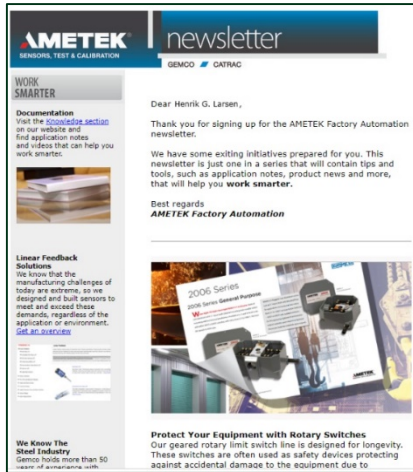 AMETEK®
SENSORS, TEST & CALIBRATION
newsletter
GEMCO CATRAC
WORK
SMARTER
Documentation
Visit the Knowledge section
on our website and
find application notes
and videos that can help you
work smarter.
Linear Feedback
Solutions
We know that the
manufacturing challenges of
today are extreme, so we
designed and built sensors to
meet and exceed these
demands, regardless of the
application or environment.
Get an overview
We Know The
Steel Industry
Gemco holds more than 50
years of experience with
Dear Henrik G. Larsen,
Thank you for signing up for the AMETEK Factory Automation
newsletter.
We have some exiting initiatives prepared for you. This
newsletter is just one in a series that will contain tips and
tools, such as application notes, product news and more,
that will help you work smarter.
Best regards
AMETEK Factory Automation
2006 Series
2006 Series General Purpose
Protect Your Equipment with Rotary Switches
Our geared rotary limit switch line is designed for longevity.
These switches are often used as safety devices protecting
against accidental damage to the equipment due to